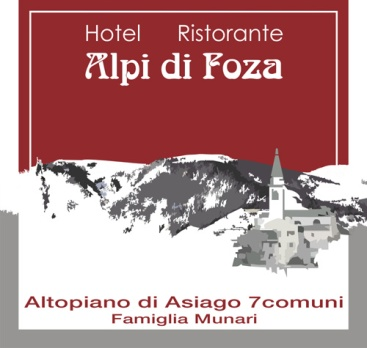 Hotel Ristorante
Alpi di Foza
Altopiano di Asiago 7comuni
Famiglia Munari